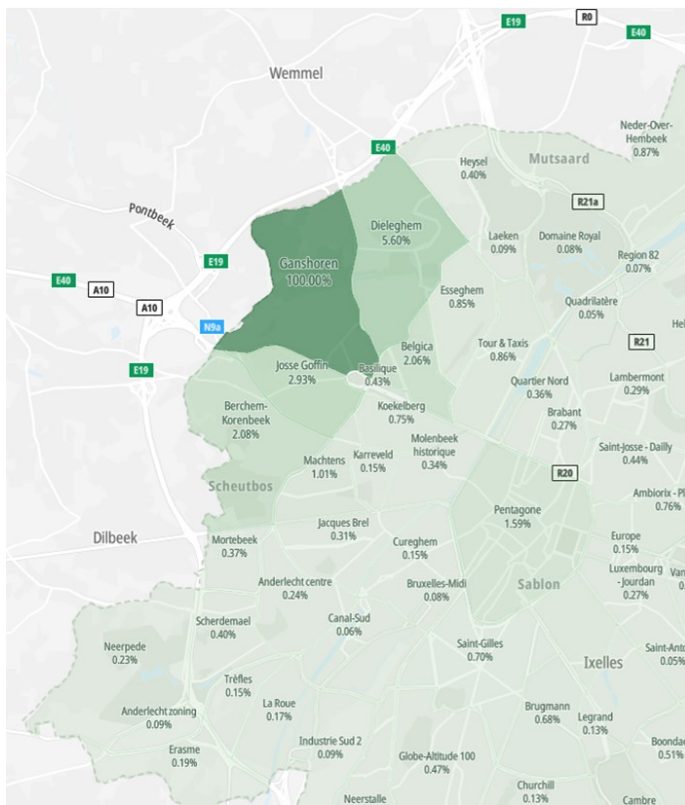 E19
R0
E40
Wemmel
Neder-Over-
Hembeek
0.87%
E40
Heysel
0.40%
Mutsaard
Pontbeek
R21a
Dieleghem
5.60%
Laeken
0.09%
Domaine Royal
0.08%
Ganshoren
100.00%
E19
Region 82
0.07%
E40
A10
A10
Esseghem
0.85%
Quadrilatère
0.05%
N9a
Belgica
2.06%
Tour & Taxis
0.86%
R21
E19
Josse Goffin
2.93%
Basilique
0.43%
Quartier Nord
0.36%
Lambermont
0.29%
Berchem-
Korenbeek
2.08%
Koekelberg
0.75%
Brabant
0.27%
Molenbeek
historique
0.34%
Saint-Josse - Dailly
0.44%
Machtens
1.01%
Karreveld
0.15%
R20
Scheutbos
Ambiorix - P
0.76%
Pentagone
1.59%
Dilbeek
Mortebeek
0.37%
Jacques Brel
0.31%
Cureghem
0.15%
Europe
0.15%
Luxembourg
- Jourdan
0.27%
Van
Anderlecht centre
0.24%
Bruxelles-Midi
0.08%
Sablon
Scherdemael
0.40%
Canal-Sud
0.06%
Neerpede
0.23%
Saint-Gilles
0.70%
Saint-Anto
0.05%
Ixelles
Trèfles
0.15%
La Roue
0.17%
Anderlecht zoning
0.09%
Brugmann
0.68%
Legrand
0.13%
Erasme
0.19%
Industrie Sud 2
0.09%
Globe-Altitude 100
0.47%
Boonda
0.51%
Churchill
0.13%
Neerstalle
Cambre